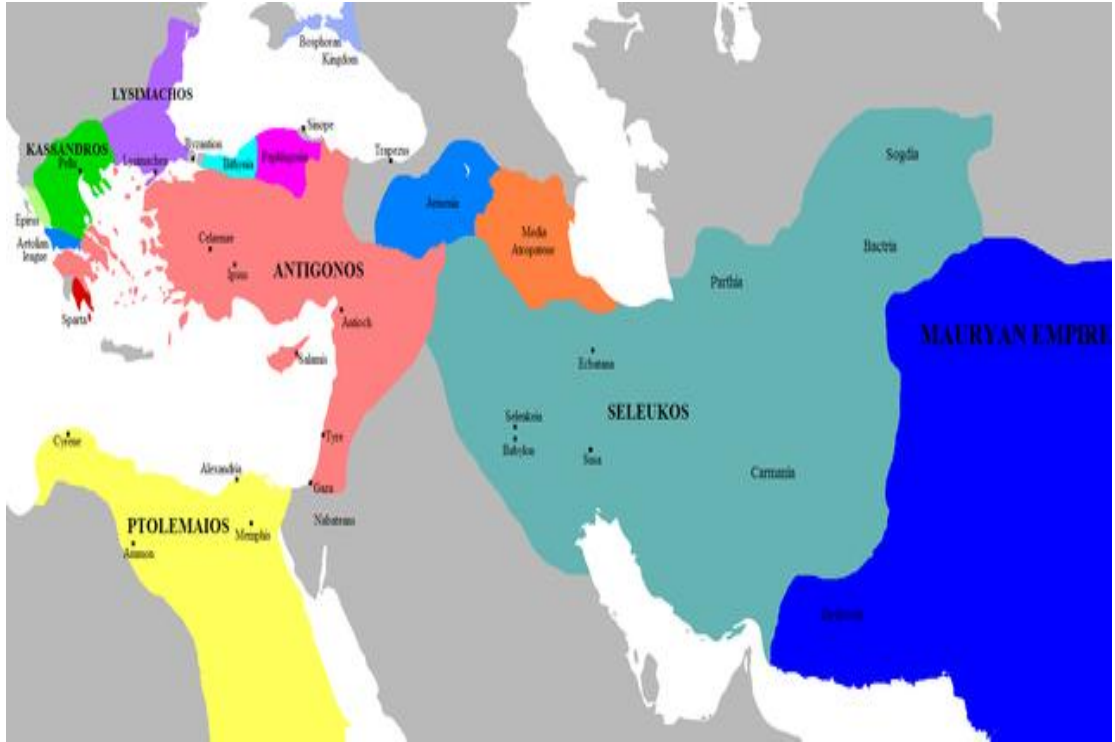 Bosphoran
Kingdom
LYSIMACHOS
Sinope
KASSANDROS
Byzantion
Pella
Lysimachea
Bithynia
Paphlagonia
Trapezus
Sogdia
Armenia
Epirus
Aetolian
league
Media
Atropatene
Bactria
Celaenae
Ipsus
ANTIGONOS
Parthia
Sparta
Antioch
MAURYAN EMPIRE
Salamis
Ecbatana
SELEUKOS
Seleukeia
Babylon
Susa
Cyrene
Tyre
Alexandria
Gaza
Carmania
PTOLEMAIOS
Memphis
Nabateans
Ammon